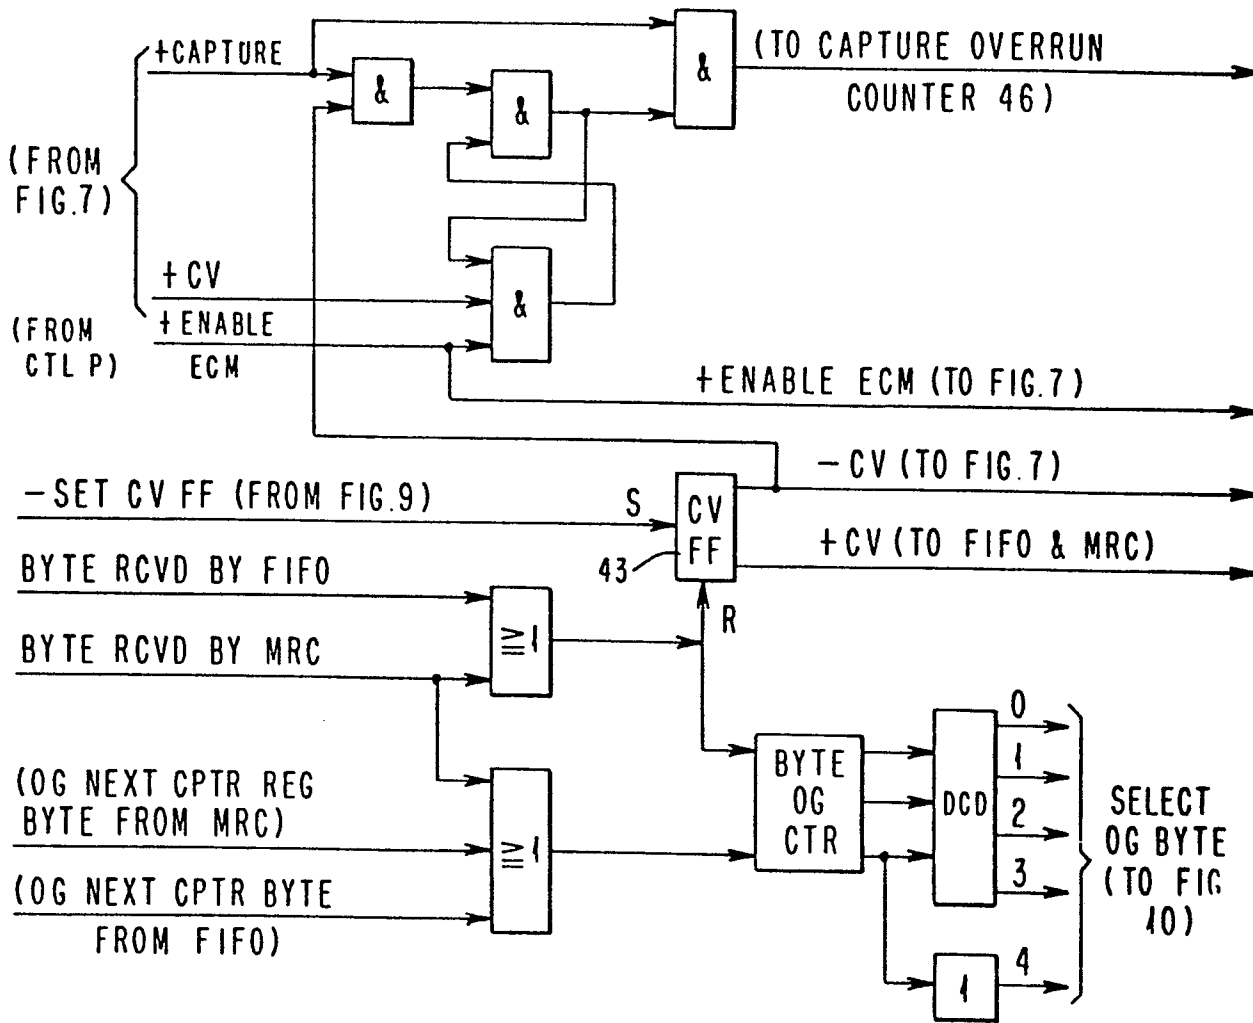 +CAPTURE
&
&
&
(TO CAPTURE OVERRUN
COUNTER 46)
(FROM
FIG.7)
+CV
&
(FROM
CTL P)
+ENABLE
ECM
+ENABLE ECM (TO FIG.7)
-CV (TO FIG.7)
-SET CV FF (FROM FIG.9)
S
CV
FF
43
+CV (TO FIFO & MRC)
BYTE RCVD BY FIFO
R
≧1
BYTE RCVD BY MRC
(OG NEXT CPTR REG
BYTE FROM MRC)
≧1
(OG NEXT CPTR BYTE
FROM FIFO)
BYTE
OG
CTR
DCD
0
1
2
3
4
1
SELECT
OG BYTE
(TO FIG
10)